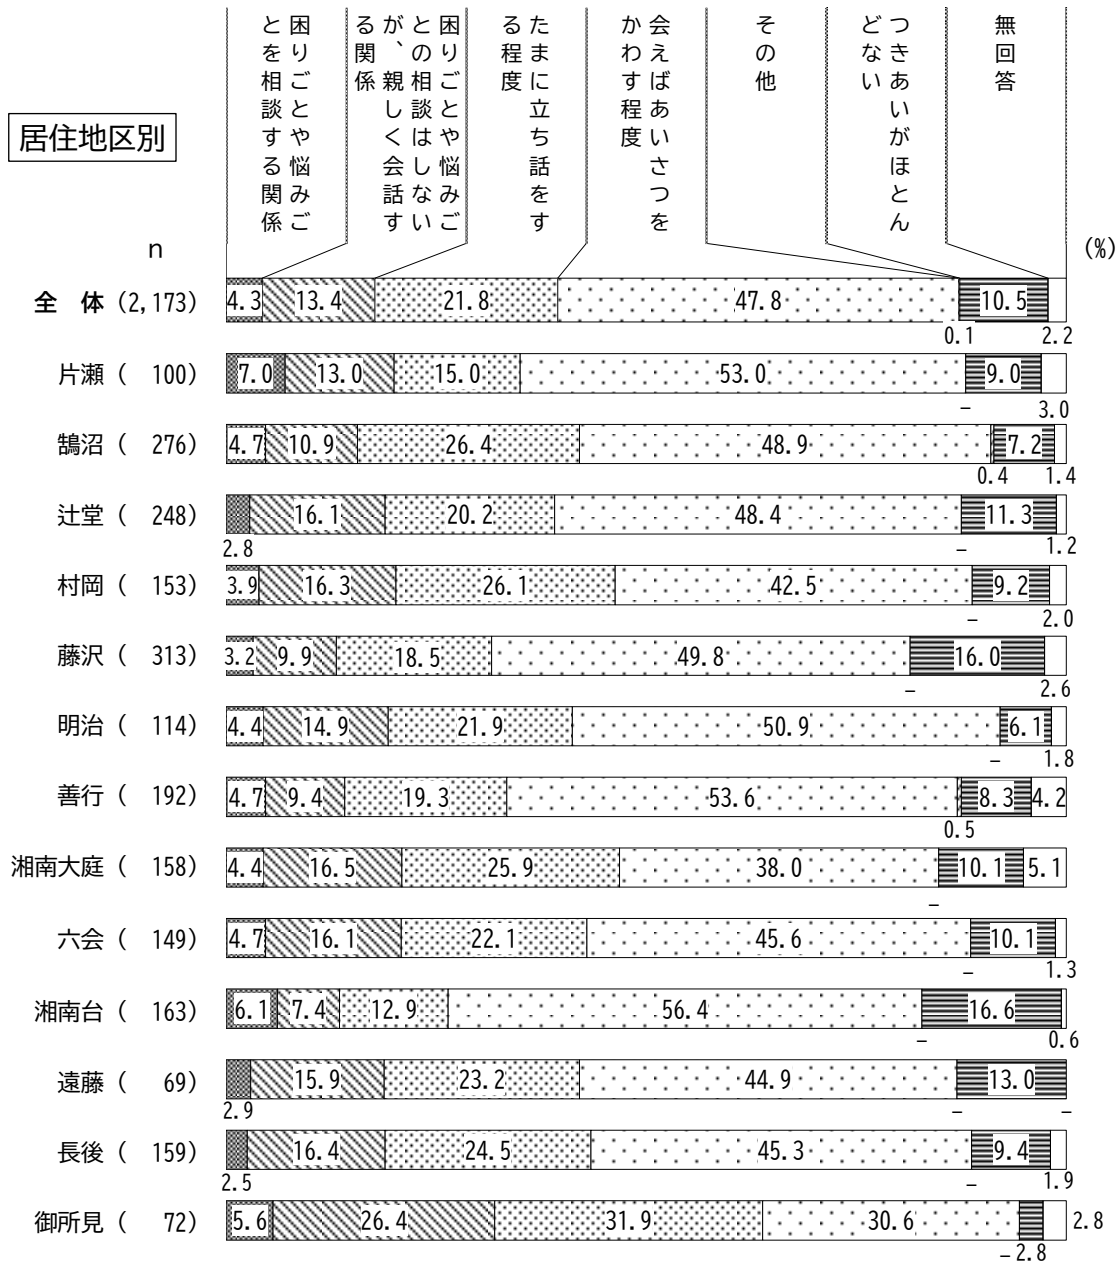 困りごとや悩みご
とを相談する関係
困りごとや悩みご
との相談はしない
が、親しく会話す
る関係
たまに立ち話をす
る程度
会えばあいさつを
かわす程度
その他
つきあいがほとん
どない
無回答
居住地区別
n
(%)
全 体 (2,173) 4.3 13.4 21.8 47.8 10.5
0.1 2.2
片瀬 ( 100) 7.0 13.0 15.0 53.0 9.0
– 3.0
鵠沼 ( 276) 4.7 10.9 26.4 48.9 7.2
0.4 1.4
辻堂 ( 248) 16.1 20.2 48.4 11.3
2.8 – 1.2
村岡 ( 153) 3.9 16.3 26.1 42.5 9.2
– 2.0
藤沢 ( 313) 3.2 9.9 18.5 49.8 16.0
– 2.6
明治 ( 114) 4.4 14.9 21.9 50.9 6.1
– 1.8
善行 ( 192) 4.7 9.4 19.3 53.6 8.3 4.2
0.5
湘南大庭 ( 158) 4.4 16.5 25.9 38.0 10.1 5.1
–
六会 ( 149) 4.7 16.1 22.1 45.6 10.1
– 1.3
湘南台 ( 163) 6.1 7.4 12.9 56.4 16.6
– 0.6
遠藤 ( 69) 15.9 23.2 44.9 13.0
2.9 – –
長後 ( 159) 16.4 24.5 45.3 9.4
2.5 – 1.9
御所見 ( 72) 5.6 26.4 31.9 30.6 2.8
– 2.8